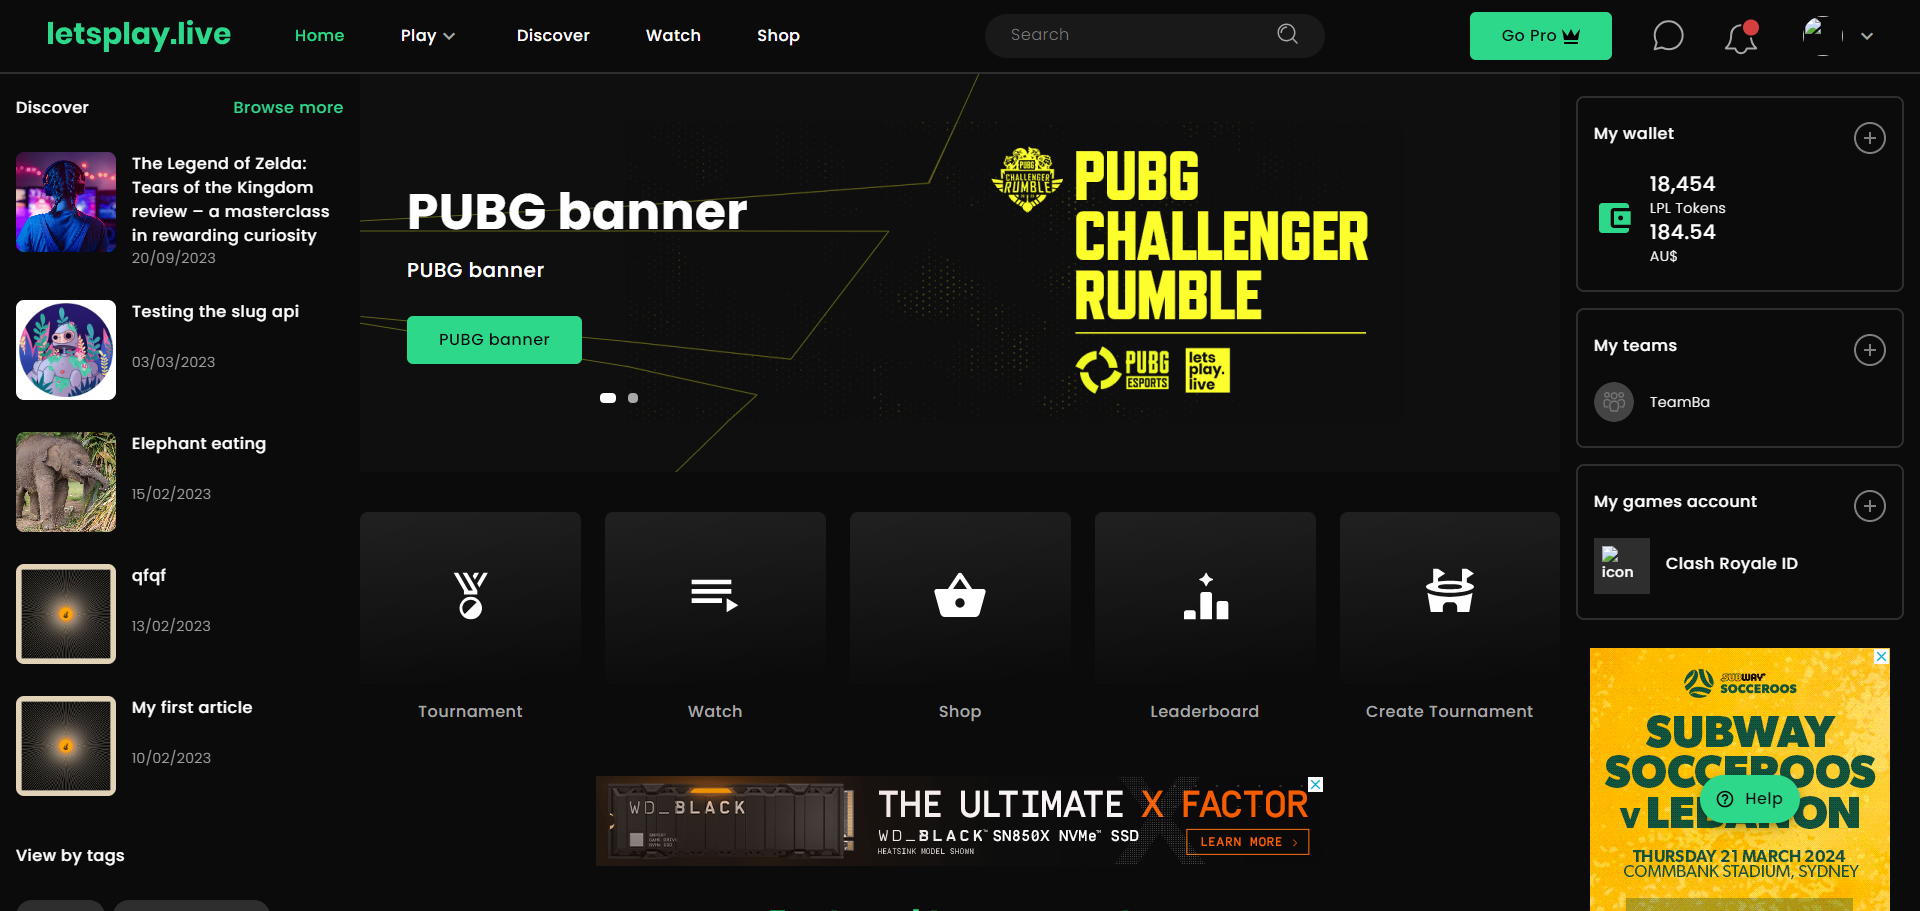 letsplay.live
Home
Play
Discover
Watch
Shop
Search
Go Pro
Discover
Browse more
The Legend of Zelda:
Tears of the Kingdom
review – a masterclass
in rewarding curiosity
20/09/2023
Testing the slug api
03/03/2023
Elephant eating
15/02/2023
qfqf
13/02/2023
My first article
10/02/2023
View by tags
PUBG banner
PUBG banner
PUBG banner
PUBG
CHALLENGER
RUMBLE
PUBG
CHALLENGER
RUMBLE
PUBG
ESPORTS
lets
play.
live
Tournament
Watch
Shop
Leaderboard
Create Tournament
WD_BLACK
THE ULTIMATE X FACTOR
WD_BLACK™ SN850X NVMe™ SSD
HEATSINK MODEL SHOWN
LEARN MORE >
My wallet
18,454
LPL Tokens
184.54
AU$
My teams
TeamBa
My games account
icon
Clash Royale ID
SUBWAY
SOCCEROOS
SUBWAY
SOCCEROOS
Help
THURSDAY 21 MARCH 2024
COMMBANK STADIUM, SYDNEY